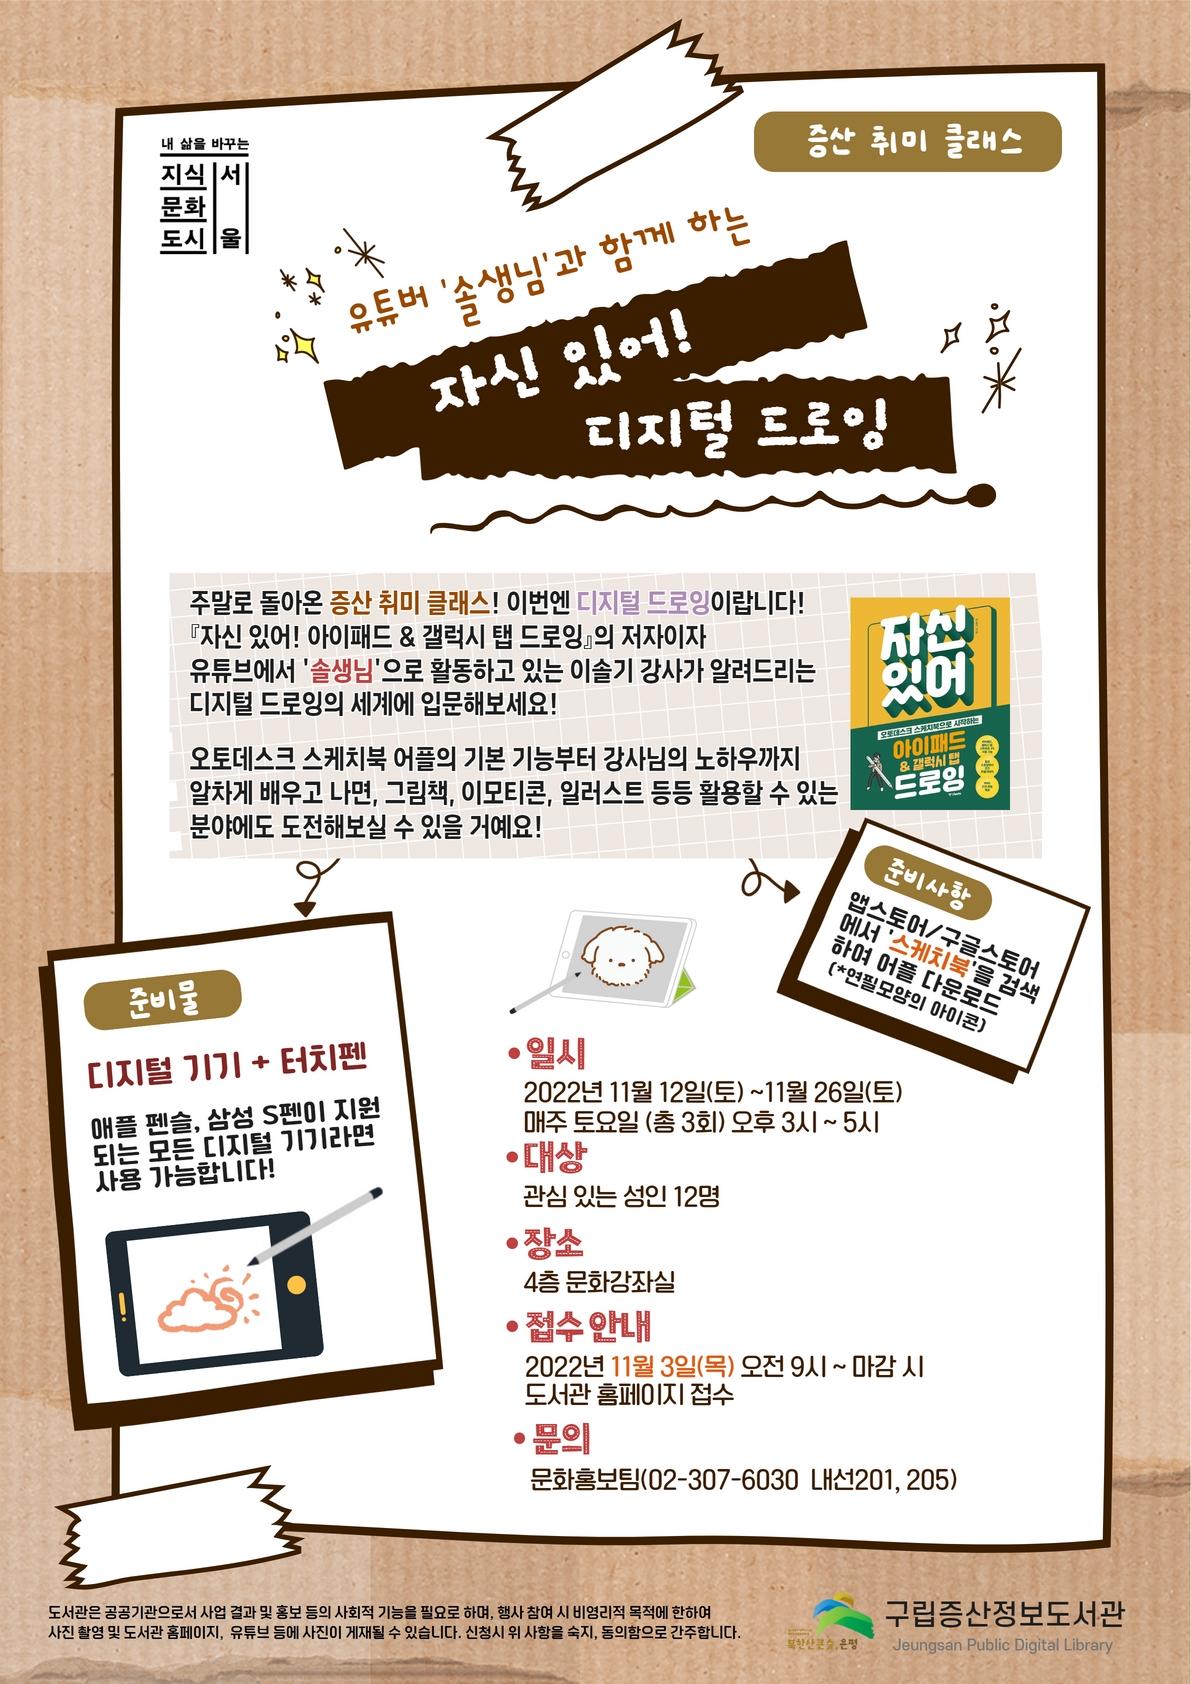 내 삶을 바꾸는
지식 서
문화
도시 울
증산 취미 클래스
유튜버 '솔생님'과 함께 하는
자신 있어!
디지털 드로잉
주말로 돌아온 증산 취미 클래스! 이번엔 디지털 드로잉이랍니다!
『자신 있어! 아이패드 & 갤럭시 탭 드로잉』의 저자이자
유튜브에서 '솔생님'으로 활동하고 있는 이솔기 강사가 알려드리는
디지털 드로잉의 세계에 입문해보세요!
오토데스크 스케치북 어플의 기본 기능부터 강사님의 노하우까지
알차게 배우고 나면, 그림책, 이모티콘, 일러스트 등등 활용할 수 있는
분야에도 도전해보실 수 있을 거예요!
자신
있어
오토데스크 스케치북으로 시작하는
아이패드
& 갤럭시 탭
드로잉
준비사항
앱스토어/구글스토어
에서 '스케치북'을 검색
하여 어플 다운로드
(*연필모양의 아이콘)
준비물
디지털 기기 + 터치펜
애플 펜슬, 삼성 S펜이 지원
되는 모든 디지털 기기라면
사용 가능합니다!
•일시
2022년 11월 12일(토) ~11월 26일(토)
매주 토요일 (총 3회) 오후 3시 ~ 5시
•대상
관심 있는 성인 12명
•장소
4층 문화강좌실
•접수 안내
2022년 11월 3일(목) 오전 9시 ~ 마감 시
도서관 홈페이지 접수
•문의
문화홍보팀(02-307-6030 내선201, 205)
도서관은 공공기관으로서 사업 결과 및 홍보 등의 사회적 기능을 필요로 하며, 행사 참여 시 비영리적 목적에 한하여
사진 촬영 및 도서관 홈페이지, 유튜브 등에 사진이 게재될 수 있습니다. 신청시 위 사항을 숙지, 동의함으로 간주합니다.
북한산큰숲, 은평
구립증산정보도서관
Jeungsan Public Digital Library